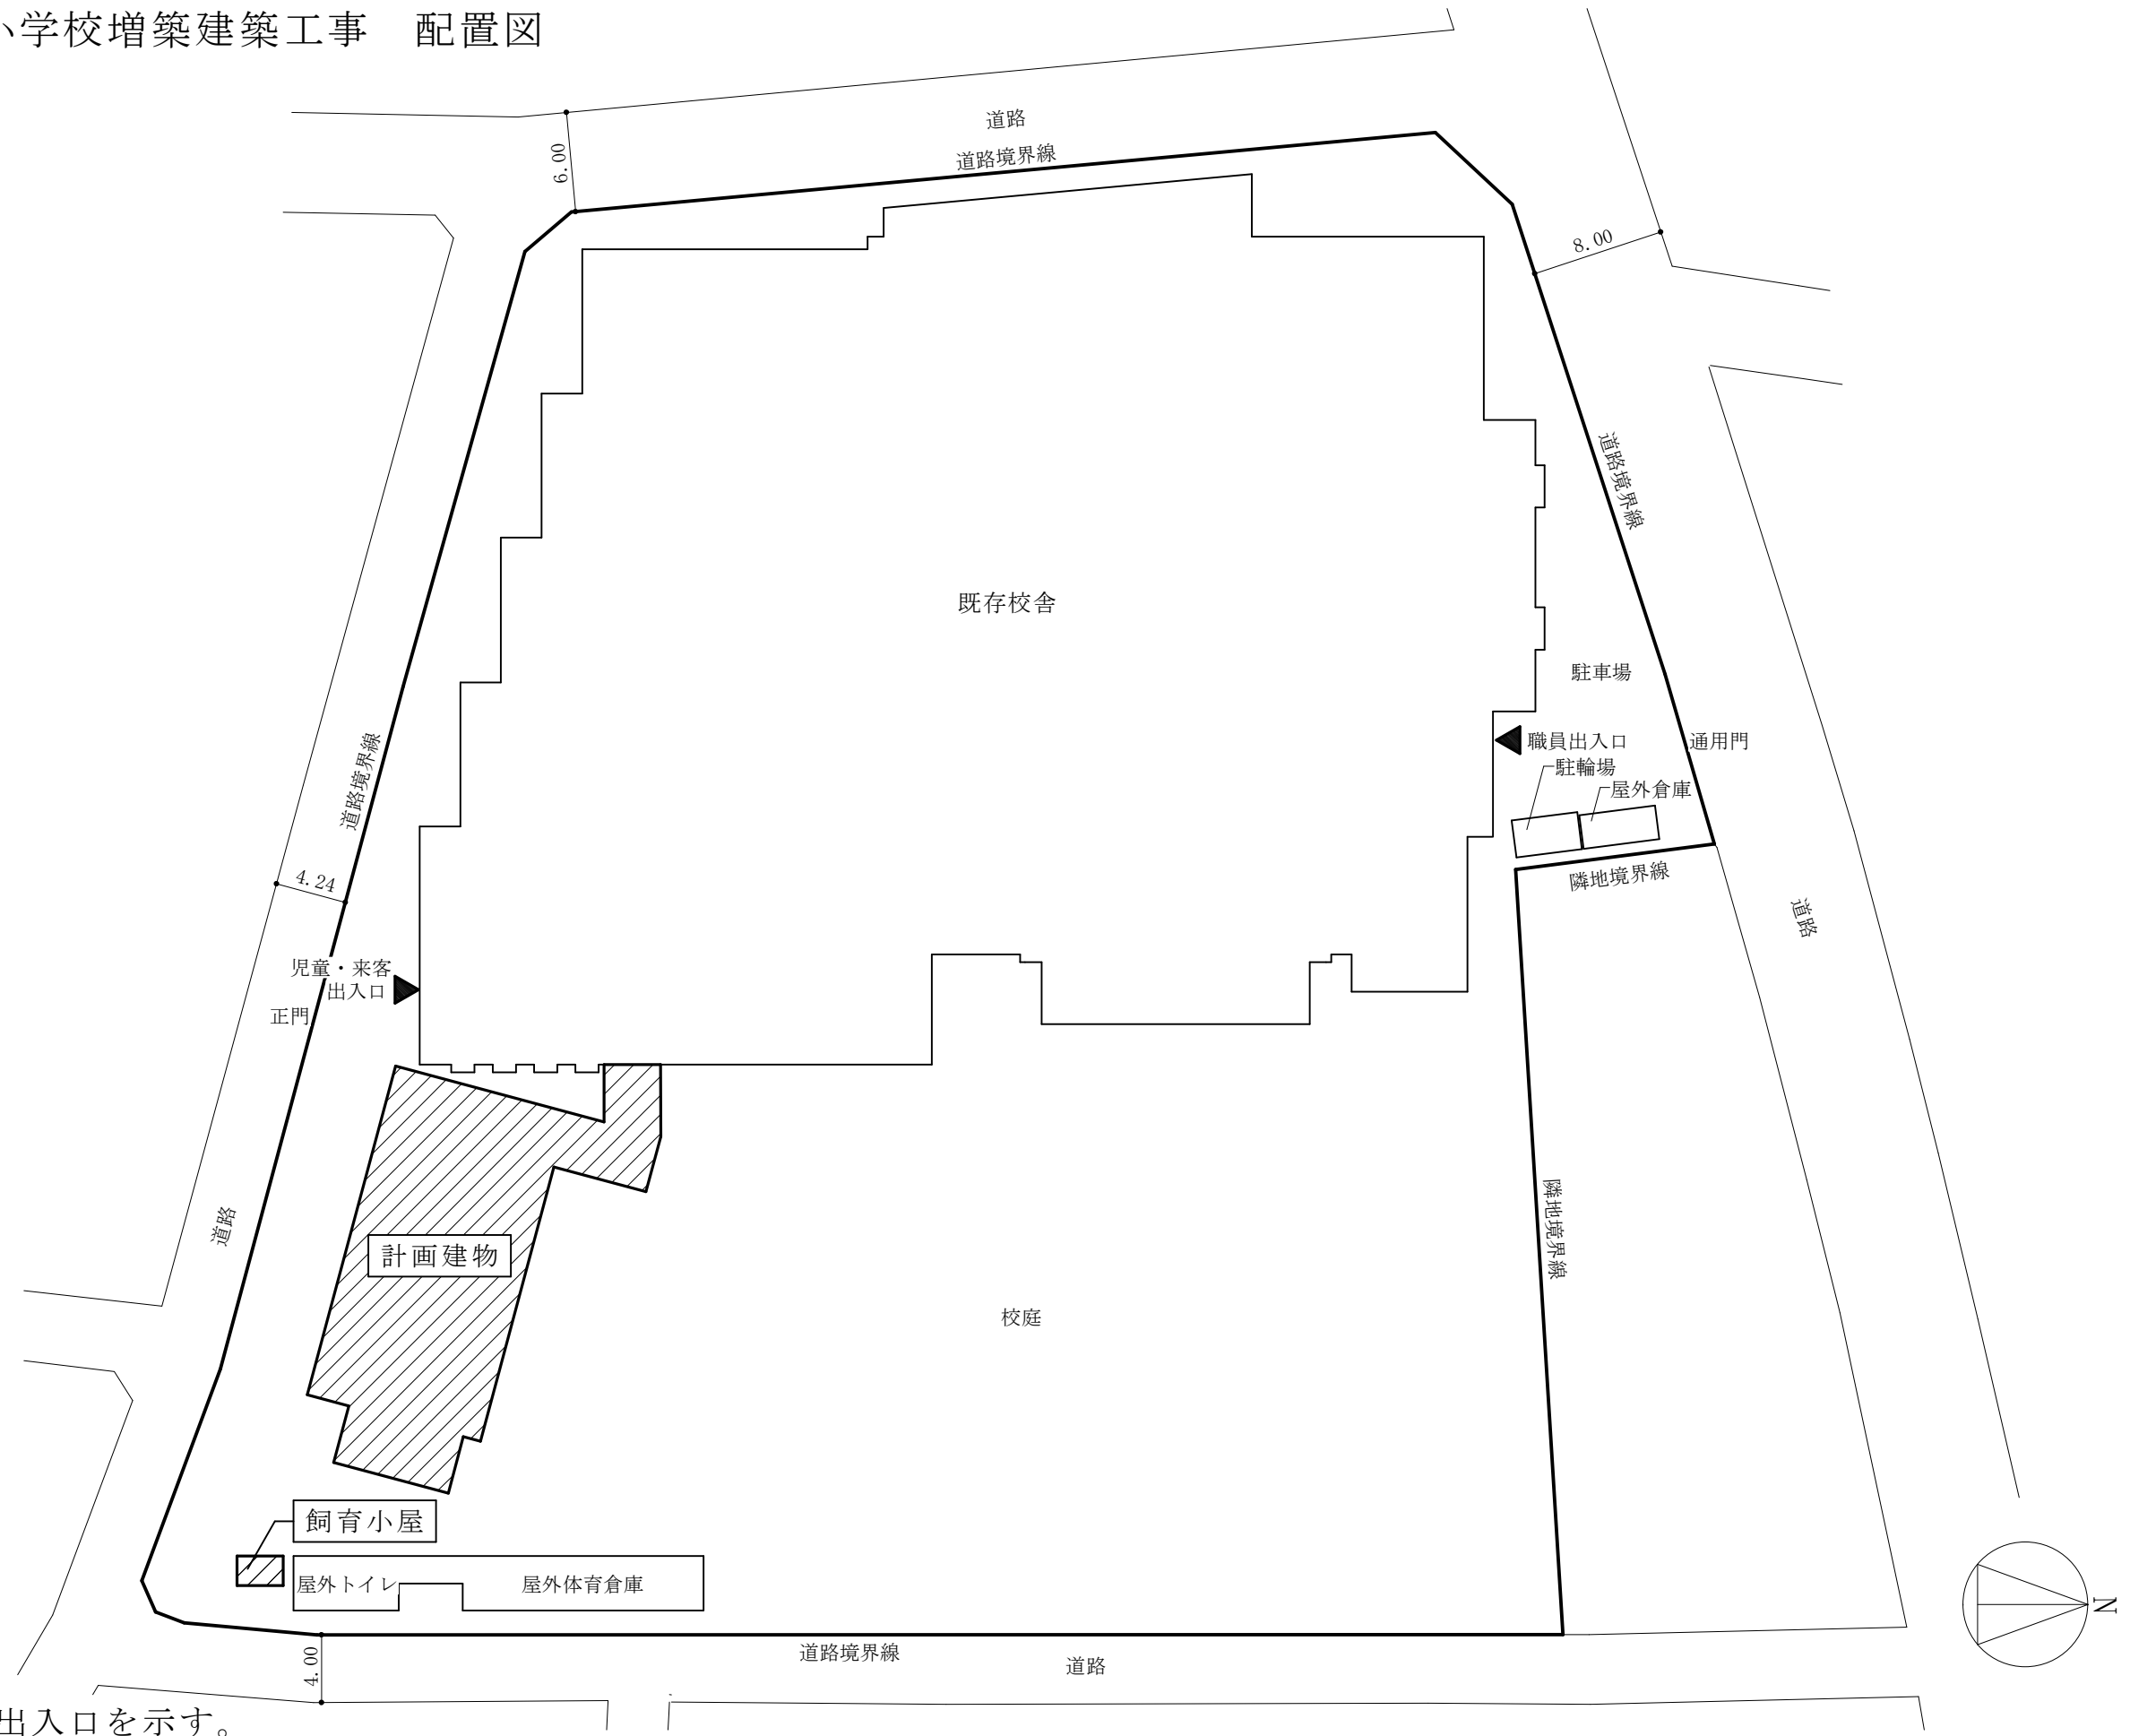 学校増築建築工事　配置図
道路
道路境界線
6.00
8.00
道路境界線
既存校舎
駐車場
職員出入口
通用門
駐輪場
屋外倉庫
道路境界線
4.24
隣地境界線
道路
児童・来客
出入口
正門
隣地境界線
道路
計画建物
校庭
飼育小屋
屋外トイレ
屋外体育倉庫
N
4.00
道路境界線
道路
出入口を示す。